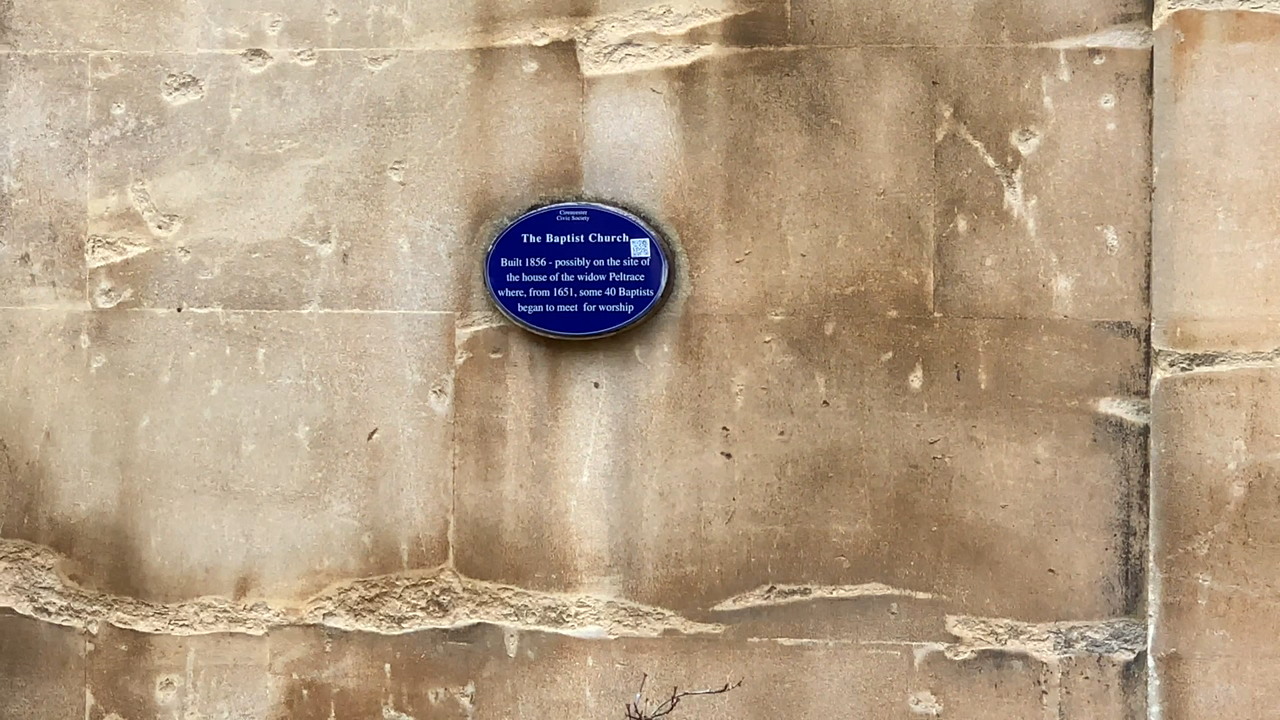 Cirencester
Civic Society
The Baptist Church
Built 1856 - possibly on the site of
the house of the widow Peltrace
where, from 1651, some 40 Baptists
began to meet for worship